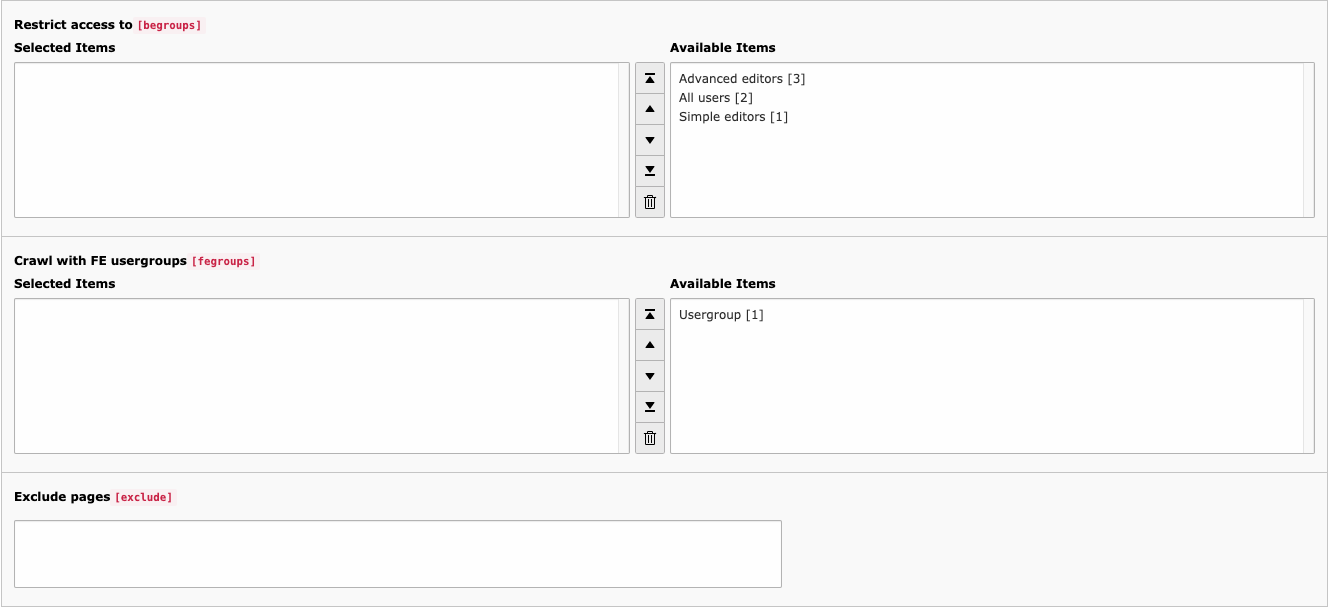 Restrict access to [begroups]
Selected Items
Available Items
Advanced editors [3]
All users [2]
Simple editors [1]
Crawl with FE usergroups [fegroups]
Selected Items
Available Items
Usergroup [1]
Exclude pages [exclude]